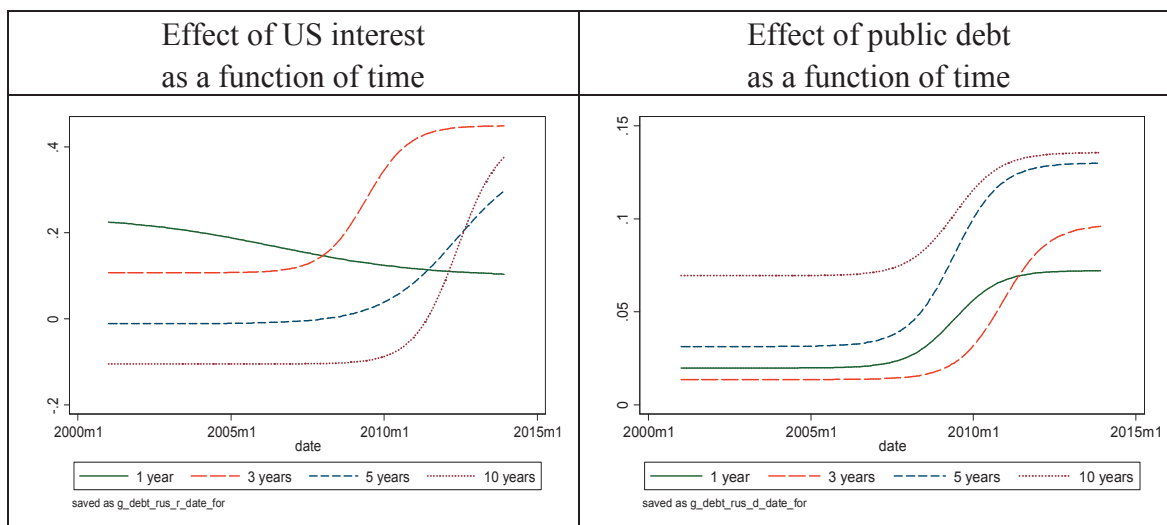 Effect of US interest
as a function of time
.4
.2
0
-.2
2000m1 2005m1 2010m1 2015m1
date
1 year 3 years 5 years 10 years
saved as g_debt_rus_r_date_for
Effect of public debt
as a function of time
.15
.1
.05
0
2000m1 2005m1 2010m1 2015m1
date
1 year 3 years 5 years 10 years
saved as g_debt_rus_d_date_for